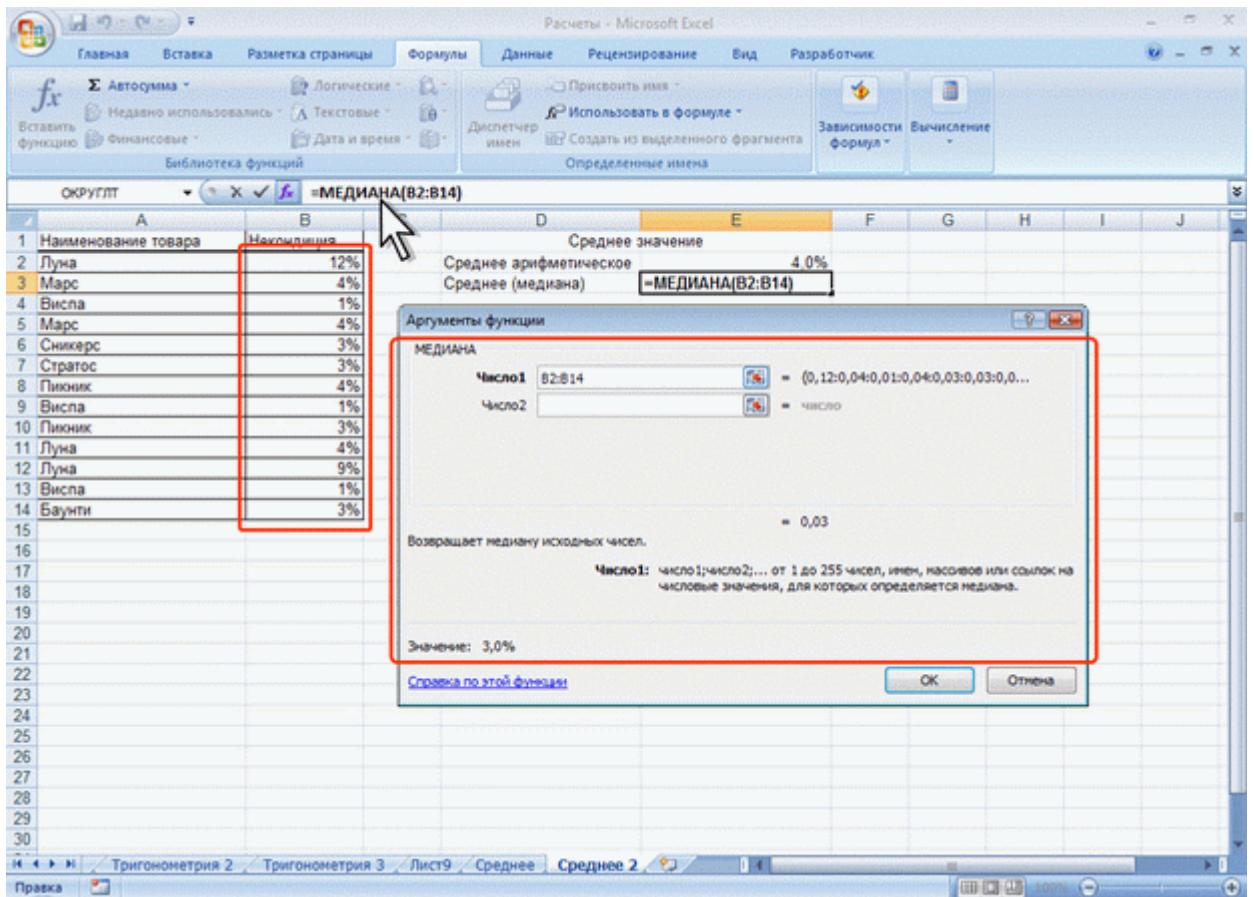 Расчеты - Microsoft Excel
Главная Вставка Разметка страницы Формулы Данные Рецензирование Вид Разработчик
Σ Автосумма Логические Присвоить имя
Недавно использовались Текстовые Использовать в формуле
Вставить функцию Финансовые Дата и время Диспетчер имен Создать из выделенного фрагмента Зависимости формул Вычисление
Библиотека функций Определенные имена
ОКРУГЛТ fx =МЕДИАНА(B2:B14)
A B D E F G H I J
1 Наименование товара Некондиция Среднее значение
2 Луна 12% Среднее арифметическое 4,0%
3 Марс 4% Среднее (медиана) =МЕДИАНА(B2:B14)
4 Виспа 1%
5 Марс 4%
6 Сникерс 3%
7 Стратос 3%
8 Пикник 4%
9 Виспа 1%
10 Пикник 3%
11 Луна 4%
12 Луна 9%
13 Виспа 1%
14 Баунти 3%
15
16
17
18
19
20
21
22
23
24
25
26
27
28
29
30
Аргументы функции
МЕДИАНА
Число1 B2:B14 = {0,12:0,04:0,01:0,04:0,03:0,03:0,0...
Число2 = число
= 0,03
Возвращает медиану исходных чисел.
Число1: число1;число2;... от 1 до 255 чисел, имен, массивов или ссылок на
числовые значения, для которых определяется медиана.
Значение: 3,0%
Справка по этой функции OK Отмена
Тригонометрия 2 Тригонометрия 3 Лист9 Среднее Среднее 2
Правка 100%